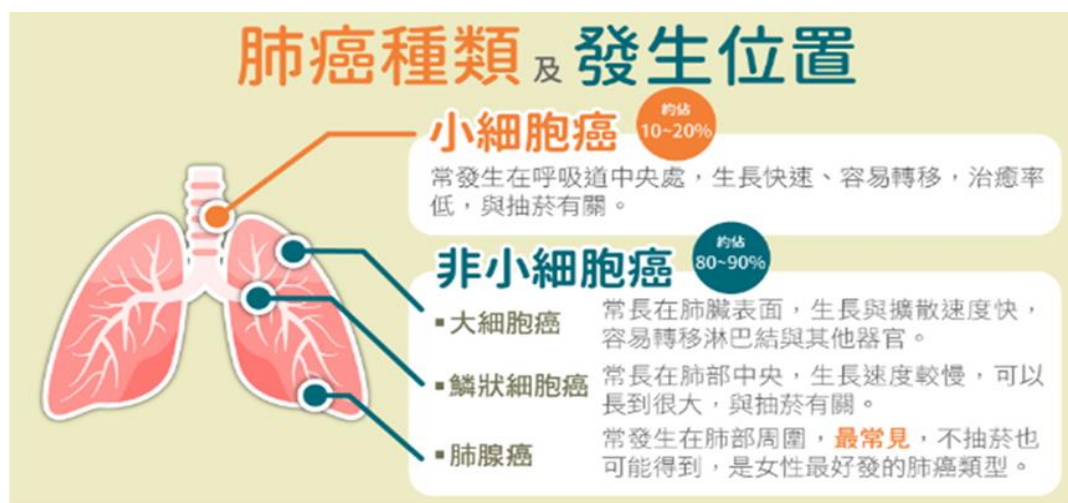 肺癌種類及發生位置
小細胞癌
約佔
10~20%
常發生在呼吸道中央處，生長快速、容易轉移，治癒率
低，與抽菸有關。
非小細胞癌
約佔
80~90%
▪大細胞癌
常長在肺臟表面，生長與擴散速度快，
容易轉移淋巴結與其他器官。
▪鱗狀細胞癌
常長在肺部中央，生長速度較慢，可以
長到很大，與抽菸有關。
▪肺腺癌
常發生在肺部周圍，最常見，不抽菸也
可能得到，是女性最好發的肺癌類型。